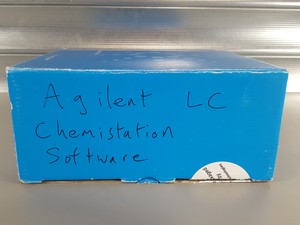 Agilent LC
Chemistation
Software